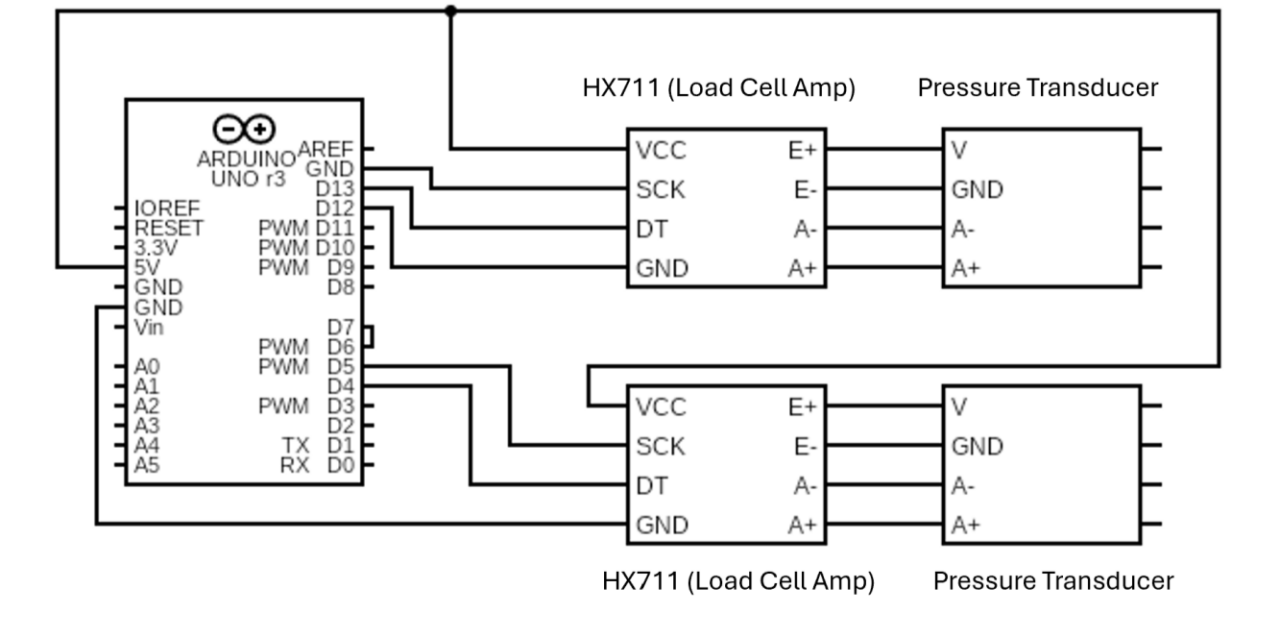 HX711 (Load Cell Amp) Pressure Transducer
ARDUINO
UNO r3
AREF
GND
D13
IOREF D12
RESET PWM D11
3.3V PWM D10
5V PWM D9
GND D8
GND
Vin D7
PWM D6
A0 PWM D5
A1 D4
A2 PWM D3
A3 D2
A4 TX D1
A5 RX D0
VCC E+ V
SCK E- GND
DT A- A-
GND A+ A+
VCC E+ V
SCK E- GND
DT A- A-
GND A+ A+
HX711 (Load Cell Amp) Pressure Transducer